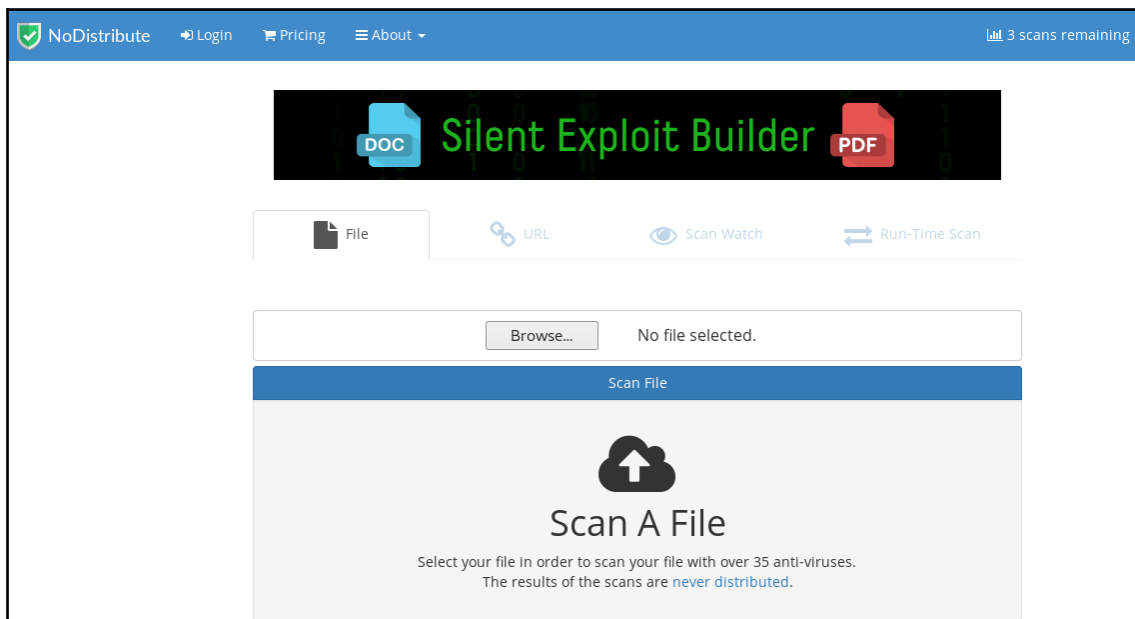 NoDistribute Login Pricing About 3 scans remaining
DOC Silent Exploit Builder PDF
File URL Scan Watch Run-Time Scan
Browse... No file selected.
Scan File
Scan A File
Select your file in order to scan your file with over 35 anti-viruses.
The results of the scans are never distributed.